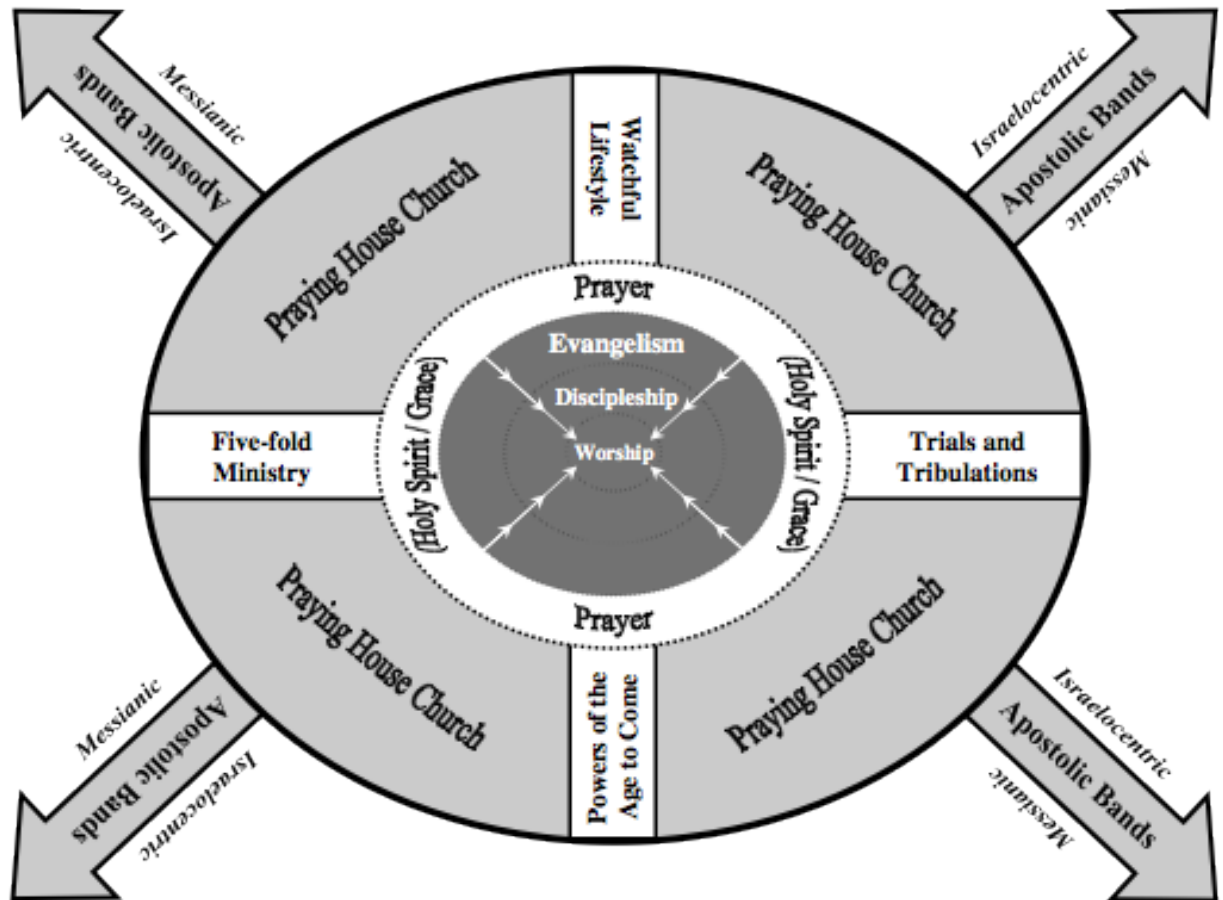 Messianic
Apostolic Bands
Israelocentric
Israelocentric
Apostolic Bands
Messianic
Watchful
Lifestyle
Praying House Church
Praying House Church
Prayer
Evangelism
Discipleship
Worship
(Holy Spirit / Grace)
(Holy Spirit / Grace)
Five-fold
Ministry
Trials and
Tribulations
Prayer
Praying House Church
Praying House Church
Powers of the
Age to Come
Messianic
Apostolic Bands
Israelocentric
Israelocentric
Apostolic Bands
Messianic